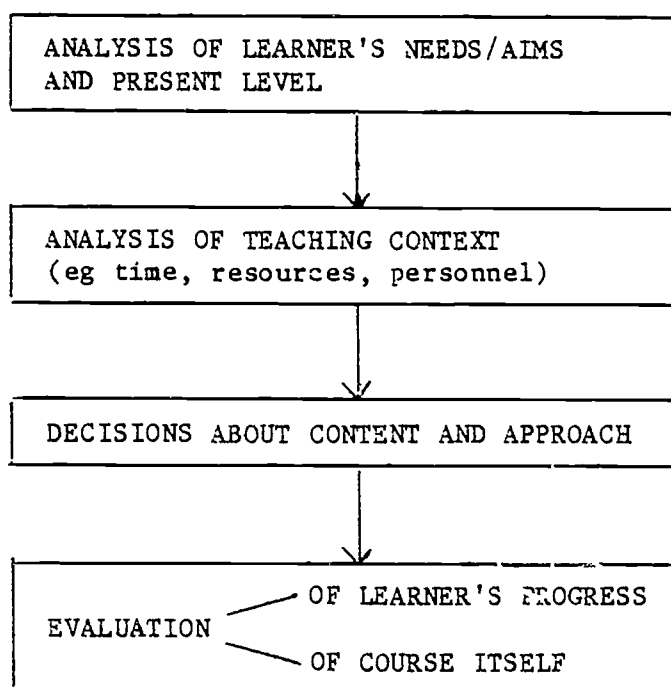 ANALYSIS OF LEARNER'S NEEDS/AIMS
AND PRESENT LEVEL
ANALYSIS OF TEACHING CONTEXT
(eg time, resources, personnel)
DECISIONS ABOUT CONTENT AND APPROACH
OF LEARNER'S PROGRESS
EVALUATION
OF COURSE ITSELF